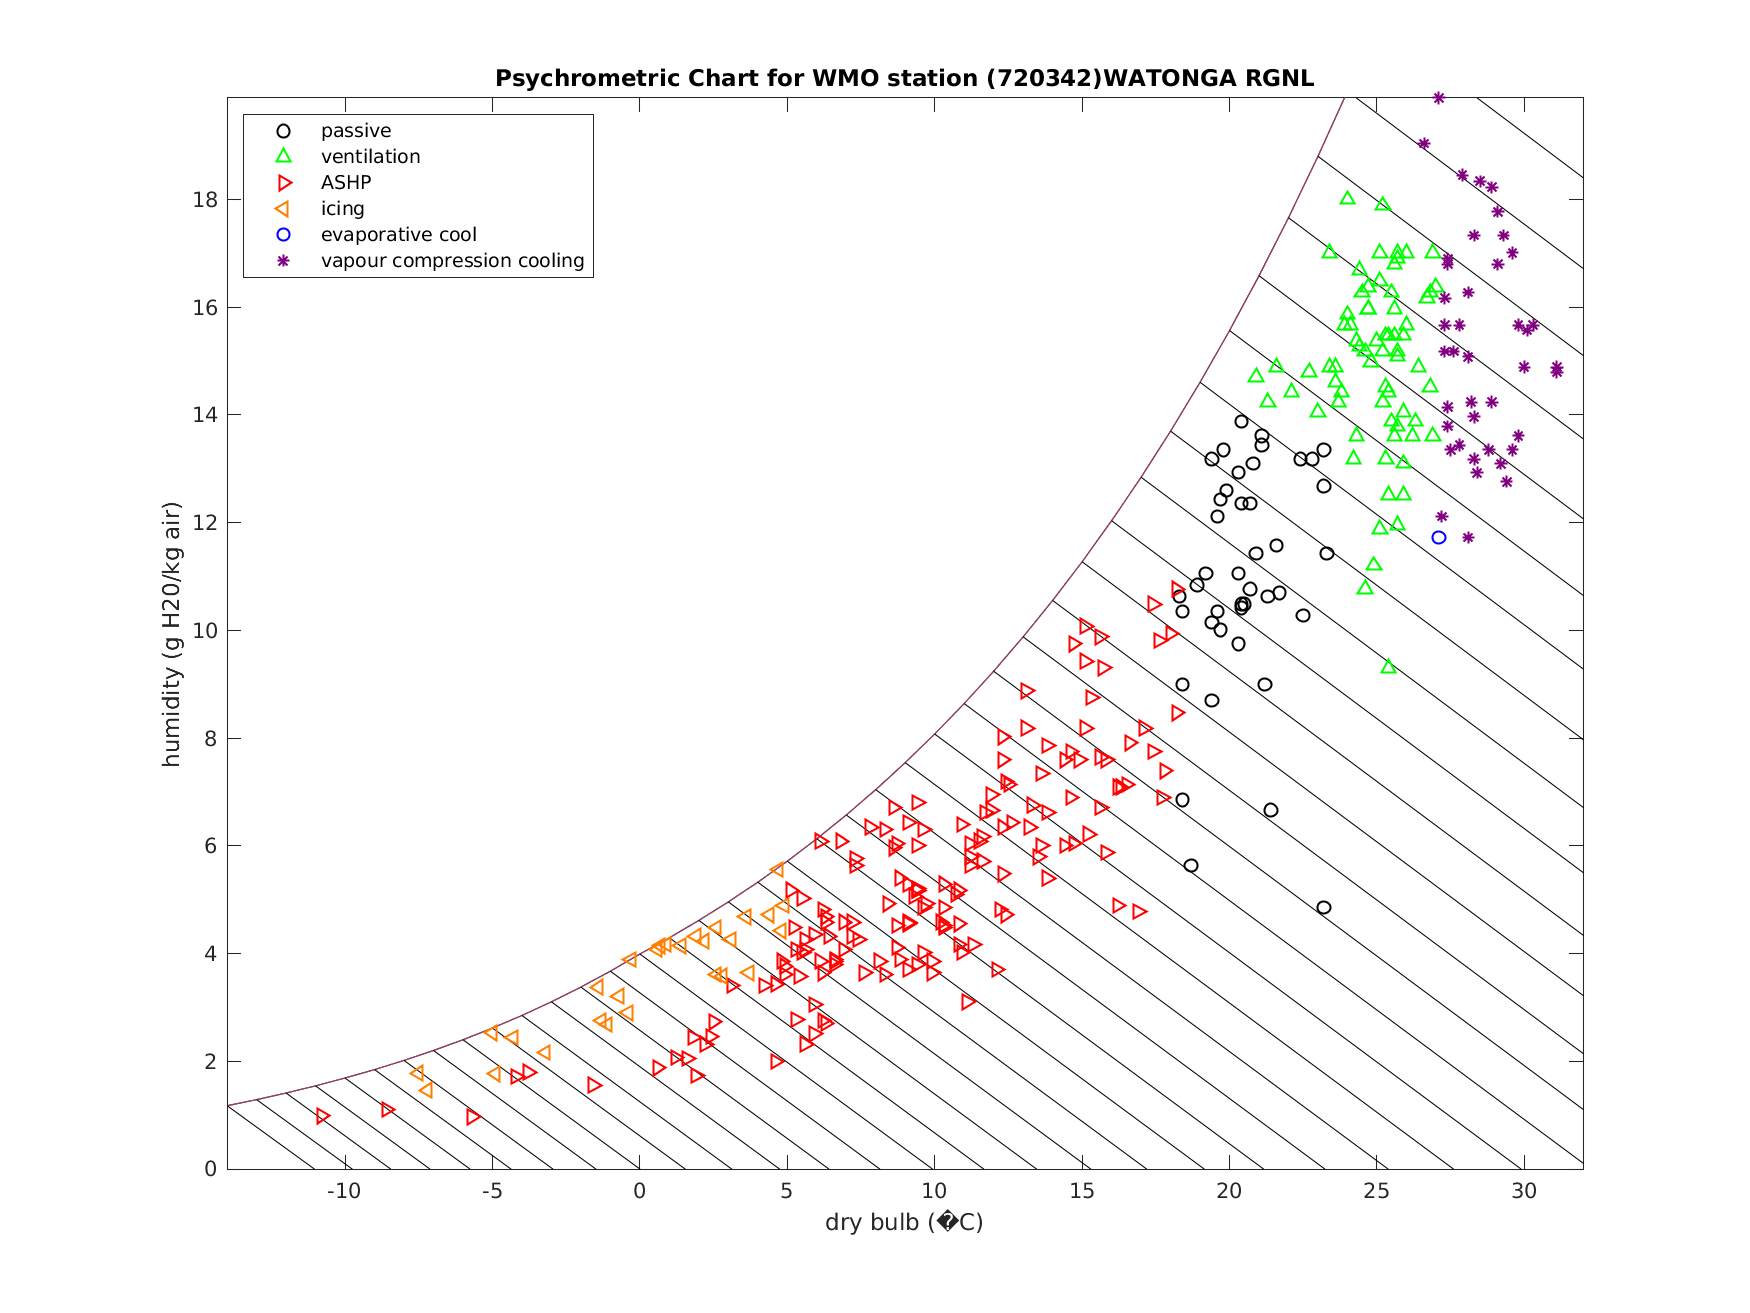 Psychrometric Chart for WMO station (720342)WATONGA RGNL
passive
ventilation
ASHP
icing
evaporative cool
vapour compression cooling
humidity (g H20/kg air)
18
16
14
12
10
8
6
4
2
0
-10 -5 0 5 10 15 20 25 30
dry bulb (�C)